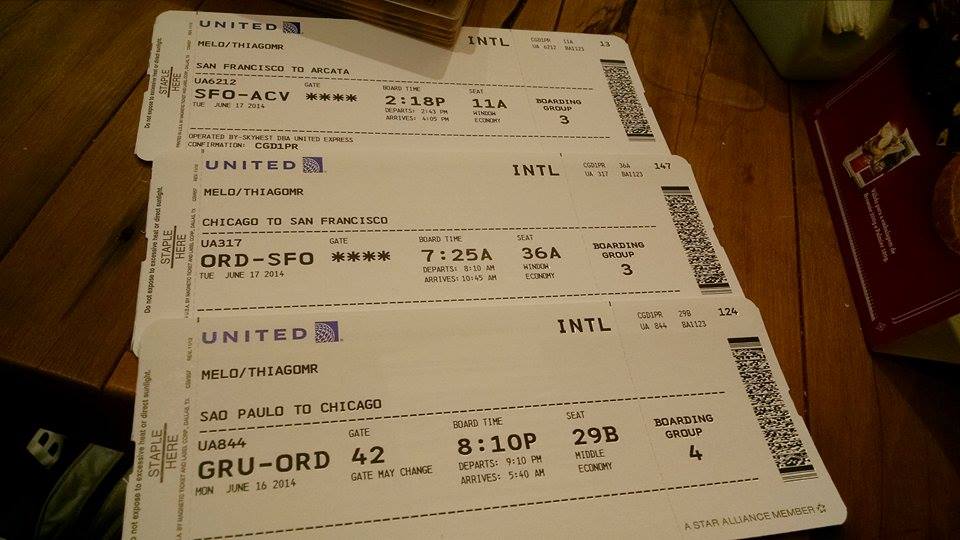 UNITED
INTL
CGD1PR 11A 13
UA 6212 BA1123
MELO/THIAGOMR
SAN FRANCISCO TO ARCATA
UA6212
SFO-ACV
TUE JUNE 17 2014
GATE
****
BOARD TIME
2:18P
DEPARTS: 2:43 PM
ARRIVES: 4:05 PM
SEAT
11A
WINDOW
ECONOMY
BOARDING
GROUP
3
OPERATED BY-SKYWEST DBA UNITED EXPRESS
CONFIRMATION: CGD1PR
Do not expose to excessive heat or direct sunlight.
STAPLE
HERE
UNITED
INTL
CGD1PR 36A 147
UA 317 BA1123
MELO/THIAGOMR
CHICAGO TO SAN FRANCISCO
UA317
ORD-SFO
TUE JUNE 17 2014
GATE
****
BOARD TIME
7:25A
DEPARTS: 8:10 AM
ARRIVES: 10:45 AM
SEAT
36A
WINDOW
ECONOMY
BOARDING
GROUP
3
Do not expose to excessive heat or direct sunlight.
STAPLE
HERE
UNITED
INTL
CGD1PR 29B 124
UA 844 BA1123
MELO/THIAGOMR
SAO PAULO TO CHICAGO
UA844
GRU-ORD
MON JUNE 16 2014
GATE
42
GATE MAY CHANGE
BOARD TIME
8:10P
DEPARTS: 9:10 PM
ARRIVES: 5:40 AM
SEAT
29B
MIDDLE
ECONOMY
BOARDING
GROUP
4
A STAR ALLIANCE MEMBER
not expose to excessive heat or direct sunlight.
STAPLE
HERE